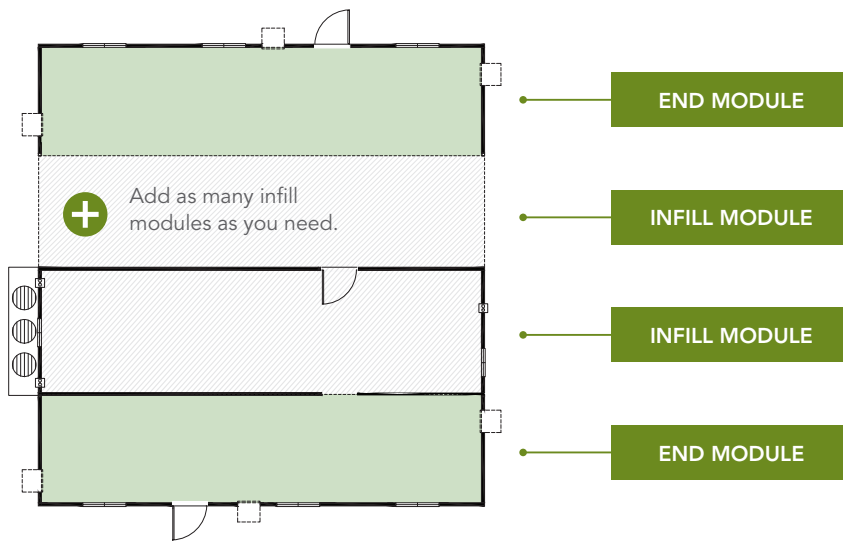 END MODULE
Add as many infill
modules as you need.
INFILL MODULE
INFILL MODULE
END MODULE